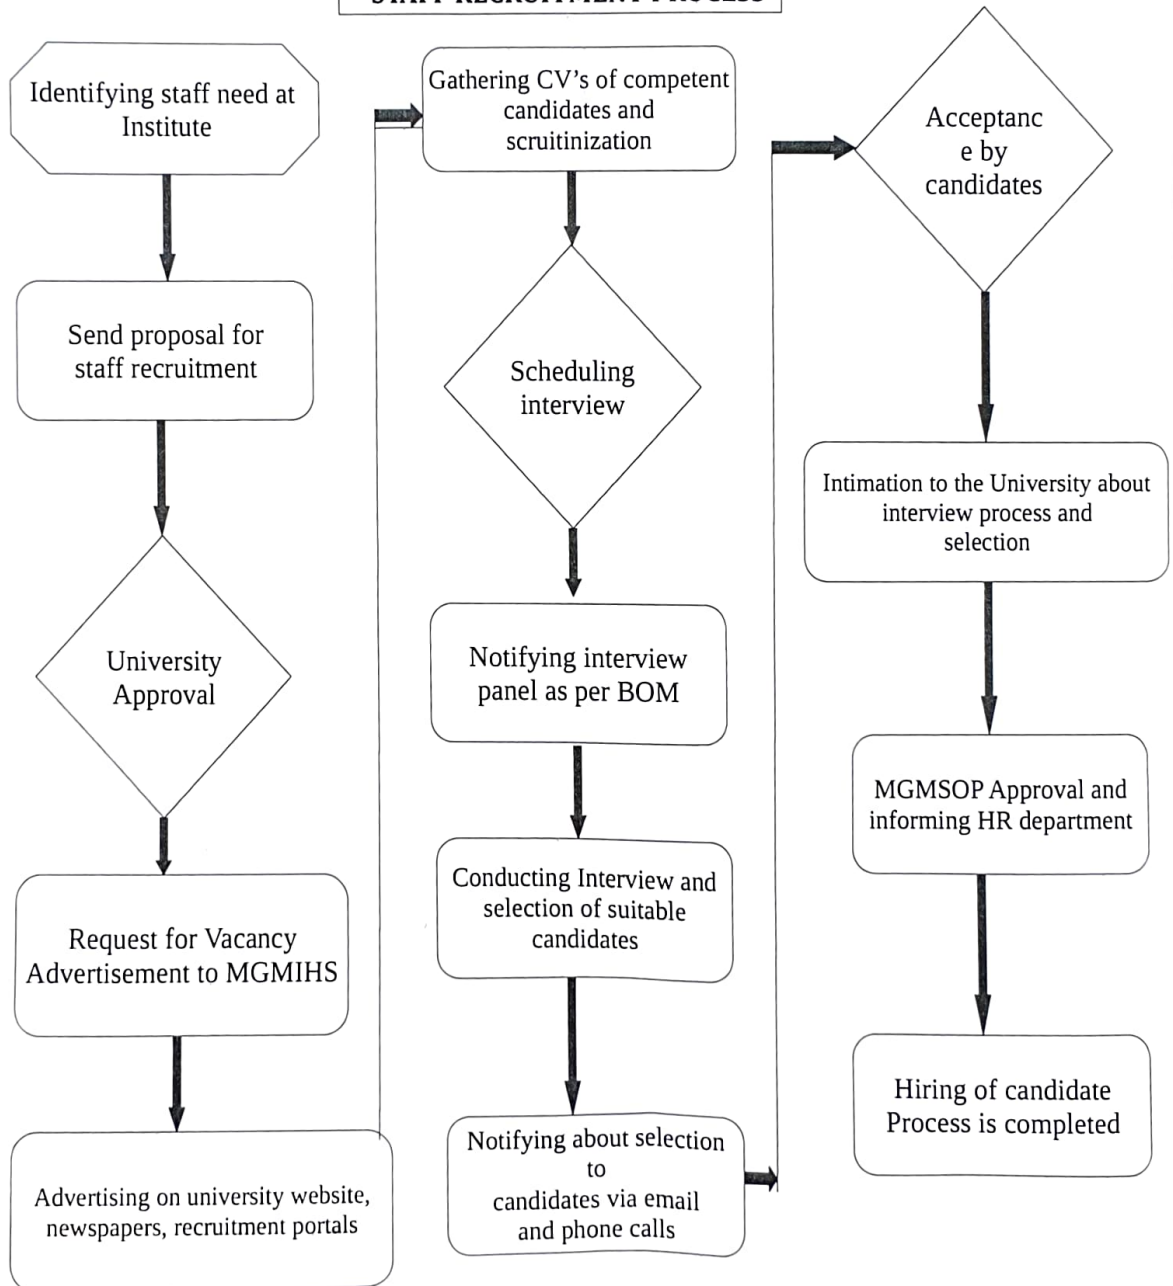 STAFF RECRUITMENT PROCESS
Identifying staff need at
Institute
Send proposal for
staff recruitment
University
Approval
Request for Vacancy
Advertisement to MGMIHS
Advertising on university website,
newspapers, recruitment portals
Gathering CV's of competent
candidates and
scruitinization
Scheduling
interview
Notifying interview
panel as per BOM
Conducting Interview and
selection of suitable
candidates
Notifying about selection
to
candidates via email
and phone calls
Acceptanc
e by
candidates
Intimation to the University about
interview process and
selection
MGMSOP Approval and
informing HR department
Hiring of candidate
Process is completed